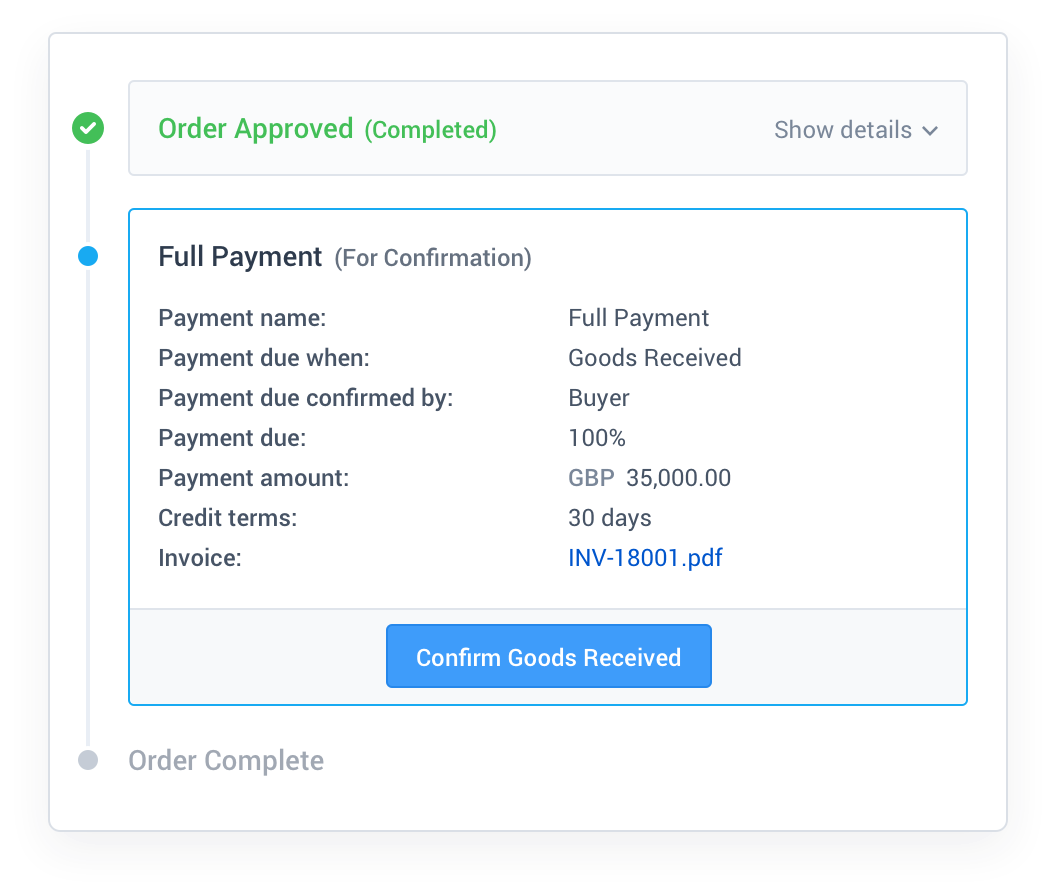 Order Approved (Completed) Show details
Full Payment (For Confirmation)
Payment name: Full Payment
Payment due when: Goods Received
Payment due confirmed by: Buyer
Payment due: 100%
Payment amount: GBP 35,000.00
Credit terms: 30 days
Invoice: INV-18001.pdf
Confirm Goods Received
Order Complete